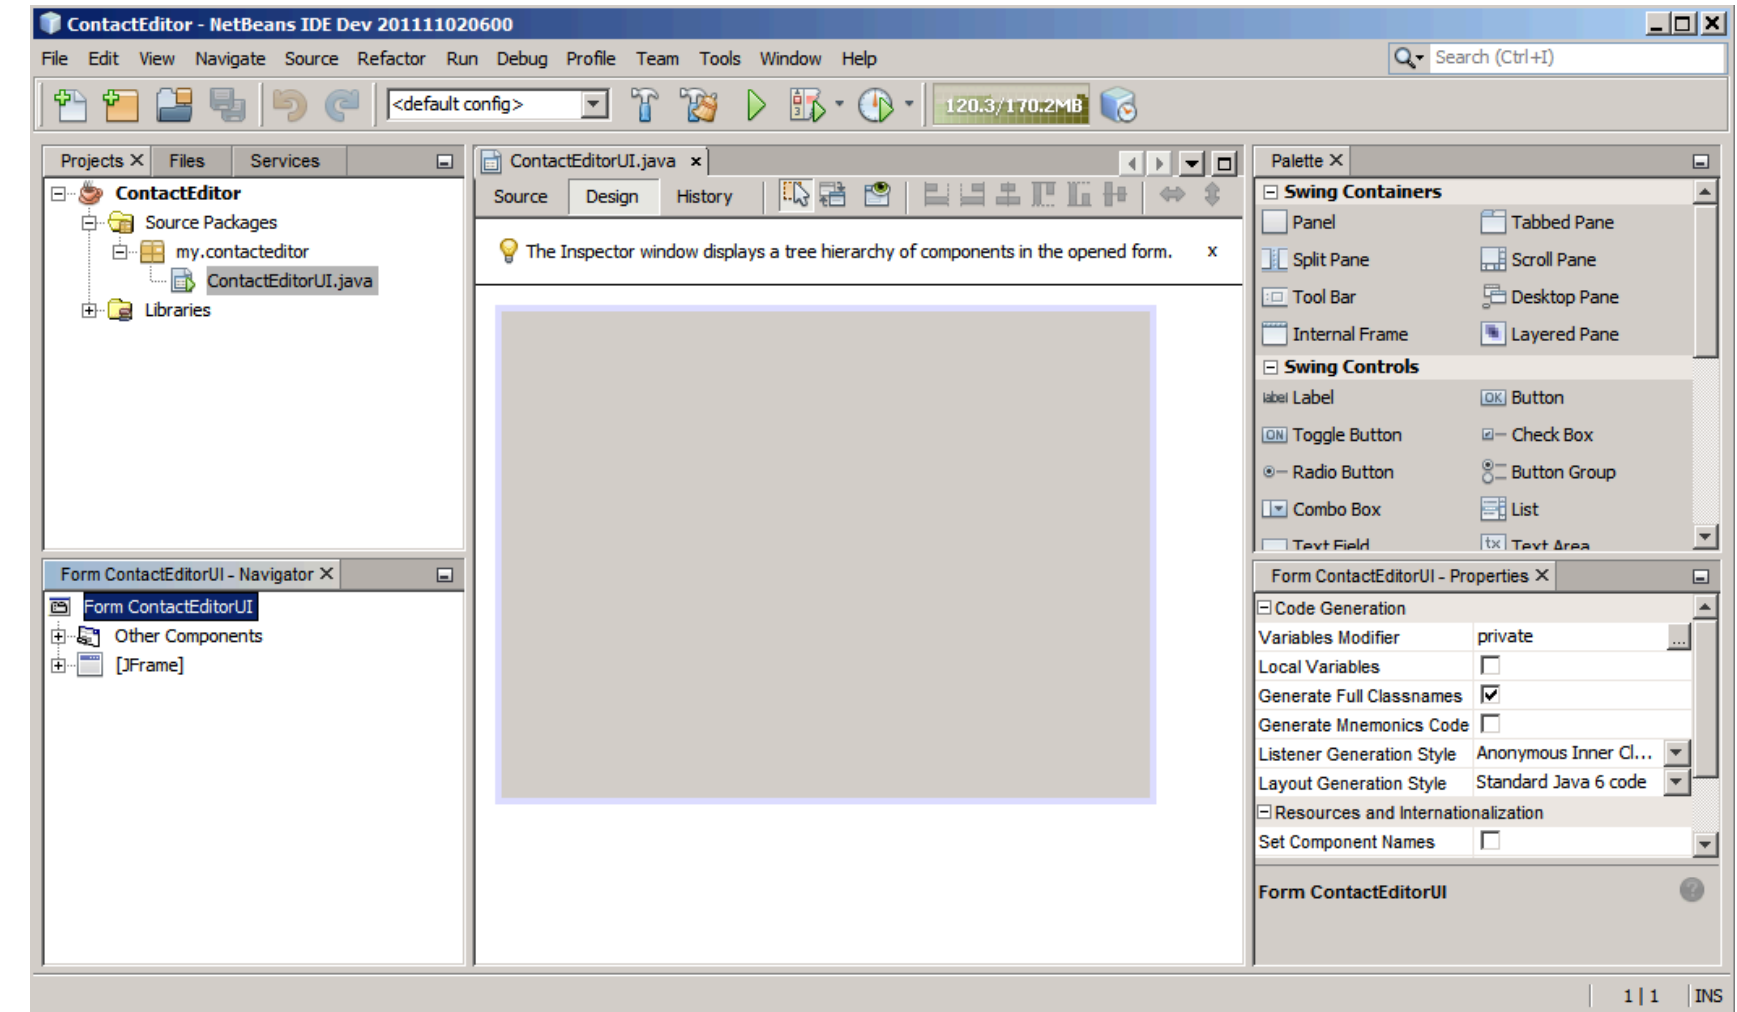 ContactEditor - NetBeans IDE Dev 201111020600
File Edit View Navigate Source Refactor Run Debug Profile Team Tools Window Help
Search (Ctrl+I)
<default config>
120.3/170.2MB
Projects Files Services
ContactEditor
Source Packages
my.contacteditor
ContactEditorUI.java
Libraries
Form ContactEditorUI - Navigator
Form ContactEditorUI
Other Components
[JFrame]
ContactEditorUI.java
Source Design History
The Inspector window displays a tree hierarchy of components in the opened form. x
Palette
Swing Containers
Panel Tabbed Pane
Split Pane Scroll Pane
Tool Bar Desktop Pane
Internal Frame Layered Pane
Swing Controls
label Label OK Button
ON Toggle Button Check Box
Radio Button Button Group
Combo Box List
Text Field tx Text Area
Form ContactEditorUI - Properties
Code Generation
Variables Modifier private ...
Local Variables
Generate Full Classnames
Generate Mnemonics Code
Listener Generation Style Anonymous Inner Cl...
Layout Generation Style Standard Java 6 code
Resources and Internationalization
Set Component Names
Form ContactEditorUI
?
1 | 1 INS